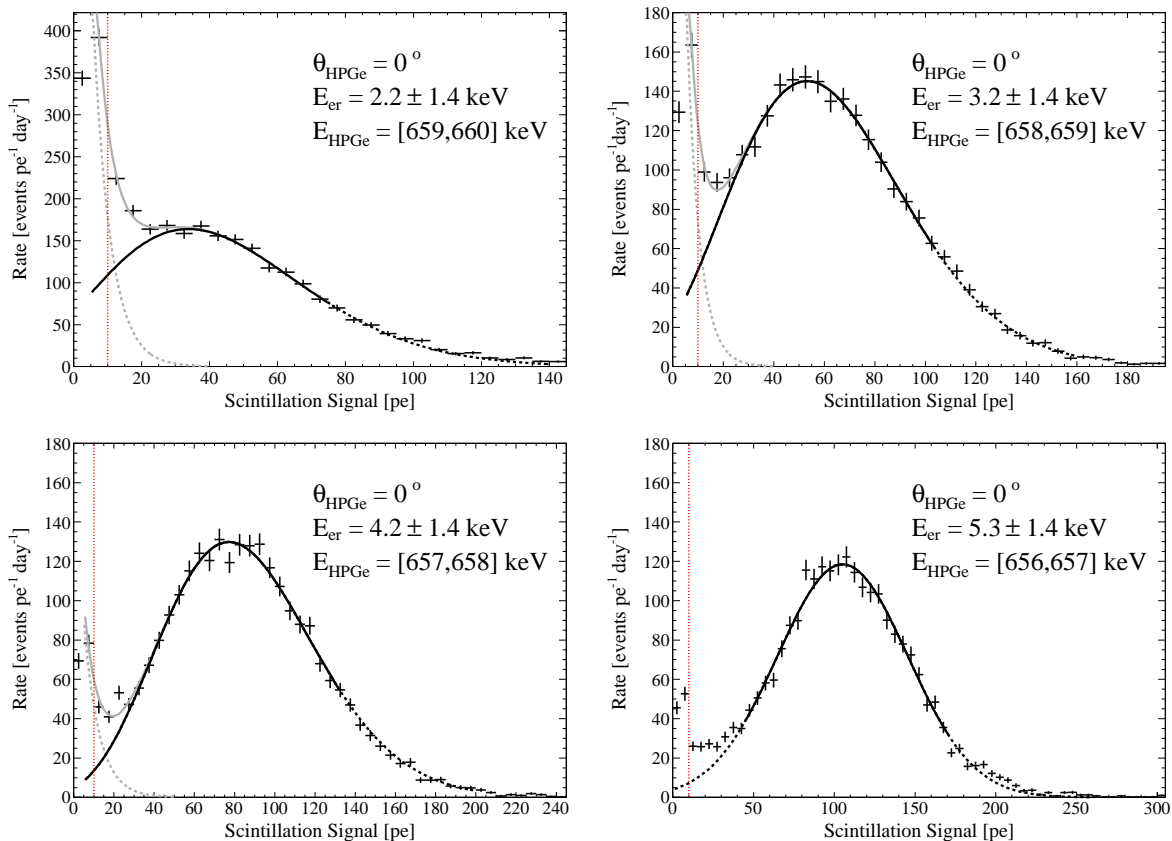 400
350
300
250
200
150
100
50
0
Rate [events pe⁻¹ day⁻¹]
θHPGe = 0 °
Eer = 2.2 ± 1.4 keV
EHPGe = [659,660] keV
0 20 40 60 80 100 120 140
Scintillation Signal [pe]
180
160
140
120
100
80
60
40
20
0
Rate [events pe⁻¹day⁻¹]
θHPGe = 0 °
Eer = 3.2 ± 1.4 keV
EHPGe = [658,659] keV
0 20 40 60 80 100 120 140 160 180
Scintillation Signal [pe]
180
160
140
120
100
80
60
40
20
0
Rate [events pe⁻¹ day⁻¹]
θHPGe = 0 °
Eer = 4.2 ± 1.4 keV
EHPGe = [657,658] keV
0 20 40 60 80 100 120 140 160 180 200 220 240
Scintillation Signal [pe]
180
160
140
120
100
80
60
40
20
0
Rate [events pe⁻¹ day⁻¹]
θHPGe = 0 °
Eer = 5.3 ± 1.4 keV
EHPGe = [656,657] keV
0 50 100 150 200 250 300
Scintillation Signal [pe]